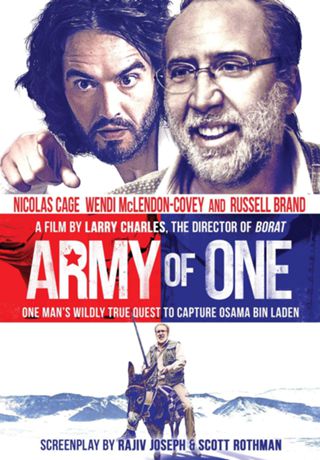 NICOLAS CAGE WENDI McLENDON-COVEY AND RUSSELL BRAND
A FILM BY LARRY CHARLES, THE DIRECTOR OF BORAT
ARMY OF ONE
ONE MAN'S WILDLY TRUE QUEST TO CAPTURE OSAMA BIN LADEN
SCREENPLAY BY RAJIV JOSEPH & SCOTT ROTHMAN